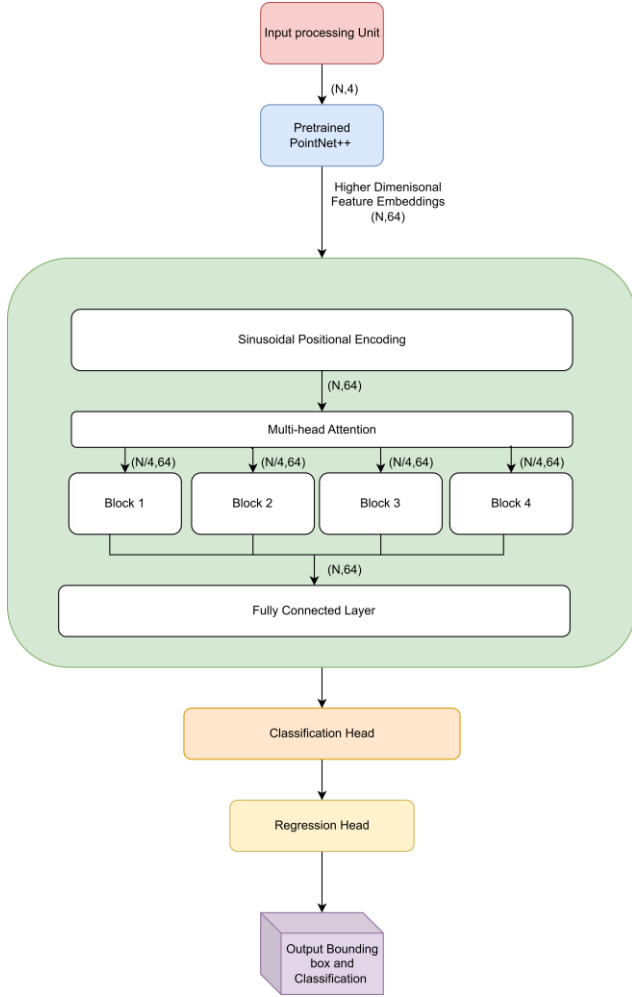 Input processing Unit
(N,4)
Pretrained
PointNet++
Higher Dimenisonal
Feature Embeddings
(N,64)
Sinusoidal Positional Encoding
(N,64)
Multi-head Attention
(N/4,64) (N/4,64) (N/4,64) (N/4,64)
Block 1 Block 2 Block 3 Block 4
(N,64)
Fully Connected Layer
Classification Head
Regression Head
Output Bounding
box and
Classification